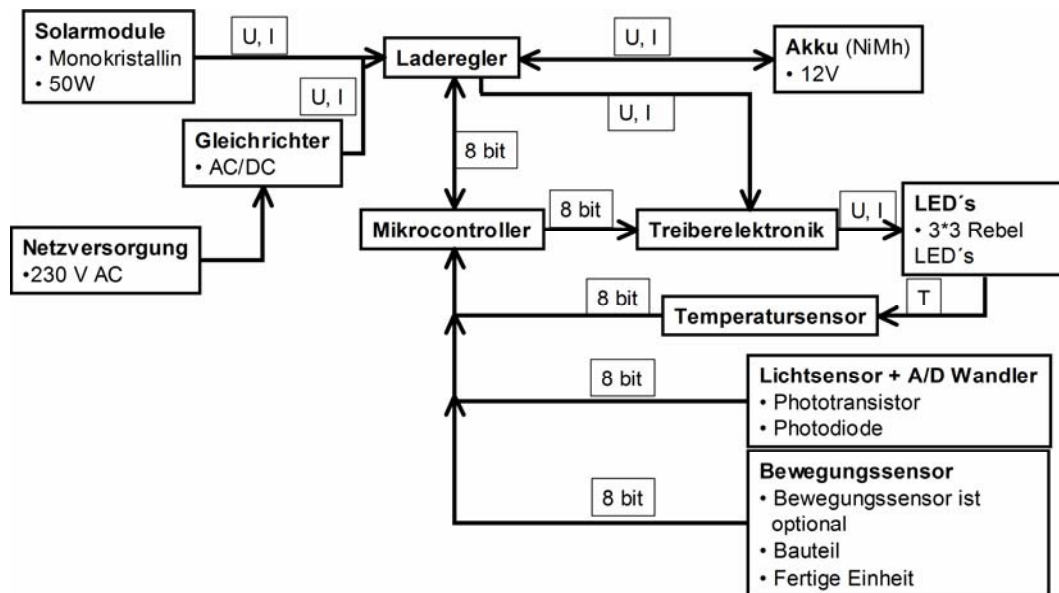 Solarmodule
• Monokristallin
• 50W
U, I
Laderegler
U, I
Akku (NiMh)
• 12V
U, I
U, I
Gleichrichter
• AC/DC
8 bit
Netzversorgung
•230 V AC
Mikrocontroller
8 bit
Treiberelektronik
U, I
LED´s
• 3*3 Rebel
LED´s
T
8 bit
Temperatursensor
8 bit
Lichtsensor + A/D Wandler
• Phototransistor
• Photodiode
8 bit
Bewegungssensor
• Bewegungssensor ist
optional
• Bauteil
• Fertige Einheit